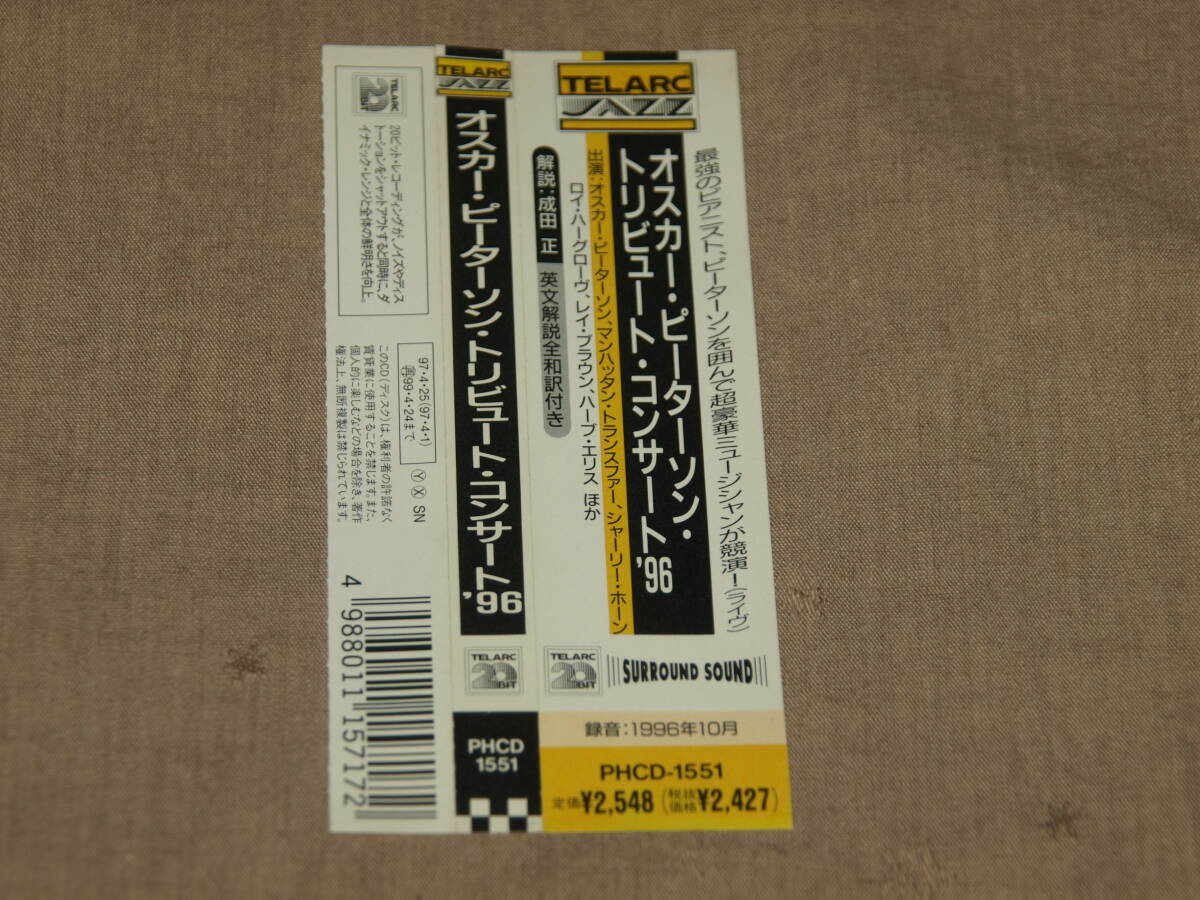 TELARC
JAZZ
最強のピアニスト、ピーターソンを囲んで超豪華ミュージシャンが競演！(ライヴ)
オスカー・ピーターソン・
トリビュート・コンサート'96
出演：オスカー・ピーターソン、マンハッタン・トランスファー、シャーリー・ホーン
ロイ・ハーグローヴ、レイ・ブラウン、ハーブ・エリス ほか
解説：成田 正 英文解説全和訳付き
TELARC
20BIT
SURROUND SOUND
録音：1996年10月
PHCD-1551
定価¥2,548 (税抜価格¥2,427)
TELARC
JAZZ
オスカー・ピーターソン・トリビュート・コンサート'96
TELARC
20BIT
PHCD
1551
TELARC
20BIT
20ビット・レコーディングが、ノイズやディス
トーションをシャットアウトすると同時に、ダ
イナミック・レンジと全体の鮮明さを向上。
97・4・25(97・4・1)
再99・4・24まで
Y X SN
このCD(ディスク)は、権利者の許諾なく
賃貸業に使用することを禁じます。また、
個人的に楽しむなどの場合を除き、著作
権法上、無断複製は禁じられています。
4 988011 157172